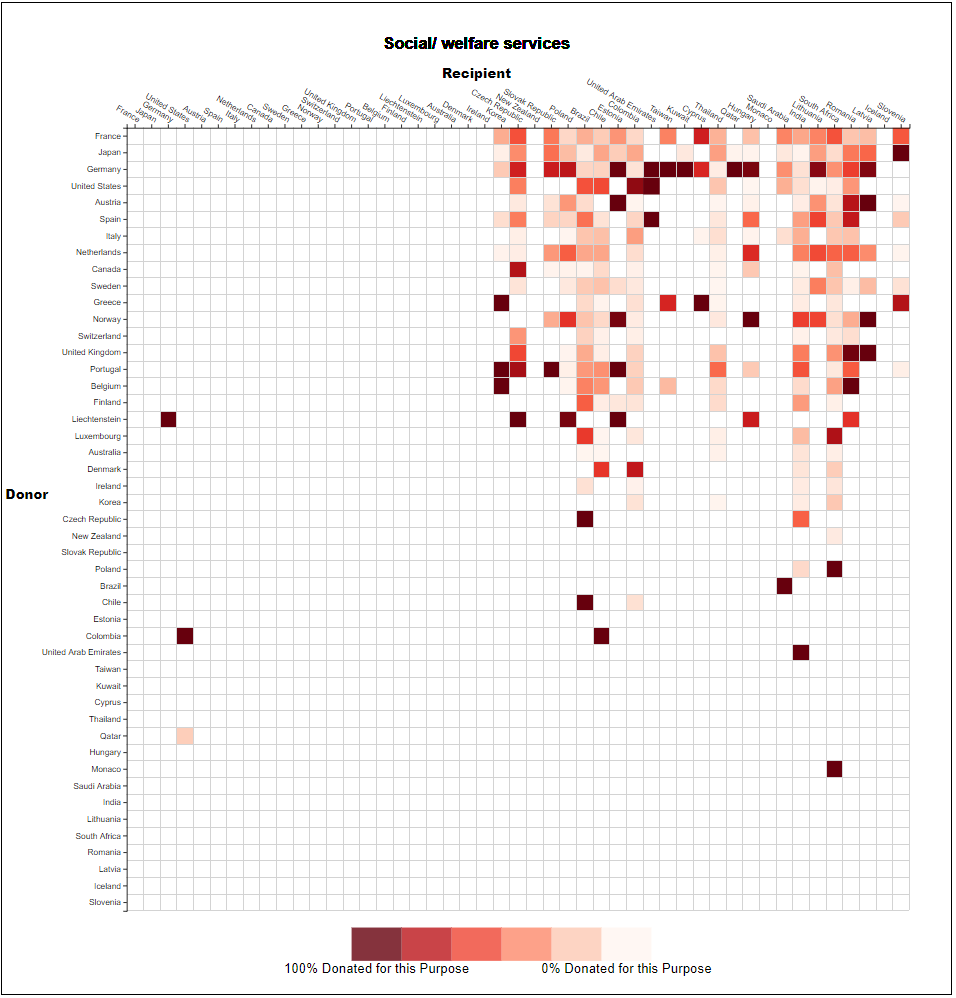 Social/ welfare services
Recipient
France
Japan
Germany
United States
Austria
Spain
Italy
Netherlands
Canada
Sweden
Greece
Norway
Switzerland
United Kingdom
Portugal
Belgium
Finland
Liechtenstein
Luxembourg
Australia
Denmark
Ireland
Korea
Czech Republic
New Zealand
Slovak Republic
Poland
Brazil
Chile
Estonia
Colombia
United Arab Emirates
Taiwan
Kuwait
Cyprus
Thailand
Qatar
Hungary
Monaco
Saudi Arabia
India
Lithuania
South Africa
Romania
Latvia
Iceland
Slovenia
Donor
France
Japan
Germany
United States
Austria
Spain
Italy
Netherlands
Canada
Sweden
Greece
Norway
Switzerland
United Kingdom
Portugal
Belgium
Finland
Liechtenstein
Luxembourg
Australia
Denmark
Ireland
Korea
Czech Republic
New Zealand
Slovak Republic
Poland
Brazil
Chile
Estonia
Colombia
United Arab Emirates
Taiwan
Kuwait
Cyprus
Thailand
Qatar
Hungary
Monaco
Saudi Arabia
India
Lithuania
South Africa
Romania
Latvia
Iceland
Slovenia
100% Donated for this Purpose
0% Donated for this Purpose